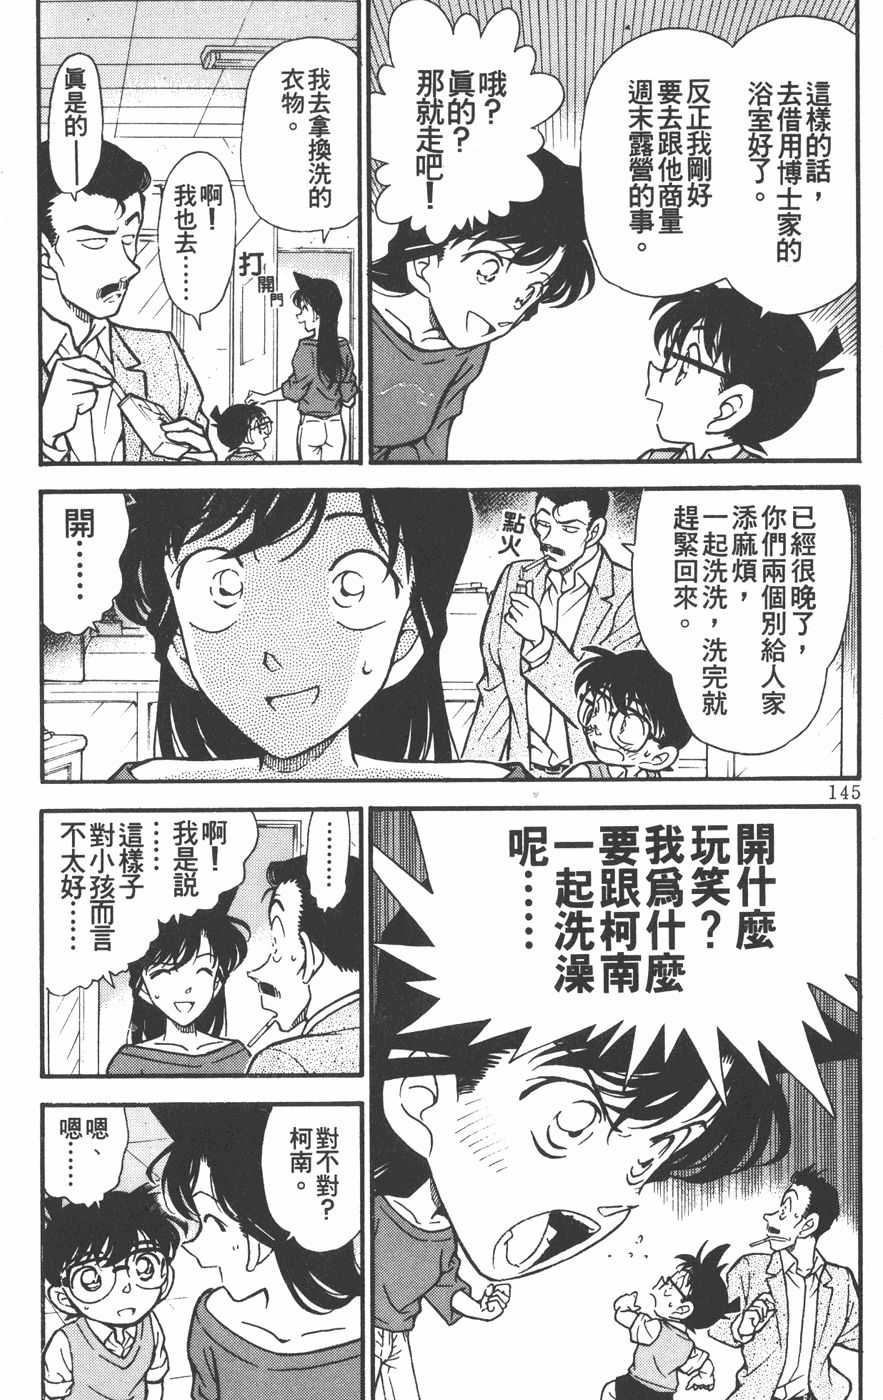 這樣的話，
去借用博士家的
浴室好了。
反正我剛好
要去跟他商量
週末露營的事。
哦？
眞的？
那就走吧！
我去拿換洗的
衣物。
啊！
我也去……
打開門
眞是的—
已經很晚了，
你們兩個別給人家
添麻煩，
一起洗洗，洗完就
趕緊回來。
點火
開……
145
開什麼
玩笑？
我爲什麼
要跟柯南
一起洗澡
呢……
……
啊！
我是說
……
這樣子
對小孩而言
不太好……
對不對？
柯南。
嗯、
嗯……